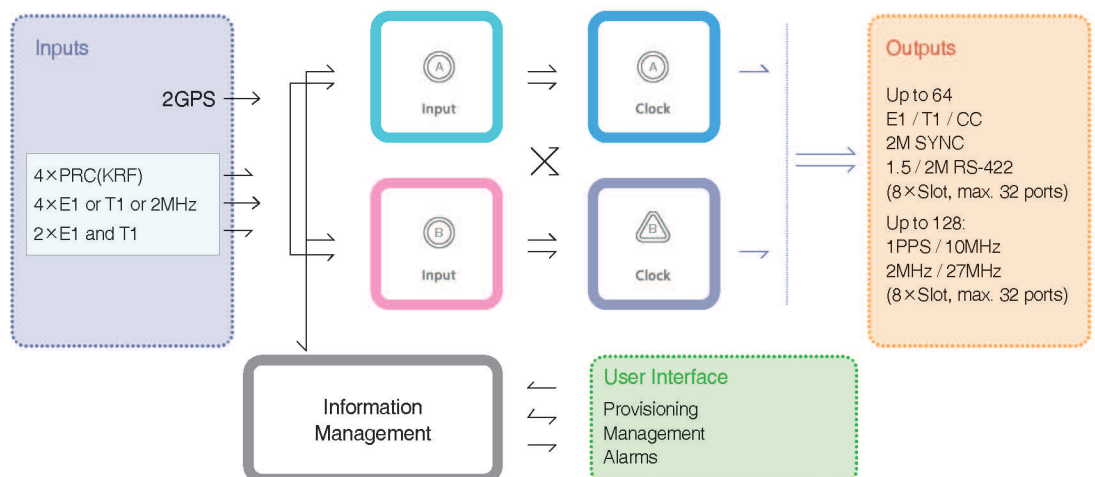 Inputs
2GPS
4×PRC(KRF)
4×E1 or T1 or 2MHz
2×E1 and T1
A
Input
A
Clock
B
Input
B
Clock
Outputs
Up to 64
E1 / T1 / CC
2M SYNC
1.5 / 2M RS-422
(8×Slot, max. 32 ports)
Up to 128:
1PPS / 10MHz
2MHz / 27MHz
(8×Slot, max. 32 ports)
Information
Management
User Interface
Provisioning
Management
Alarms